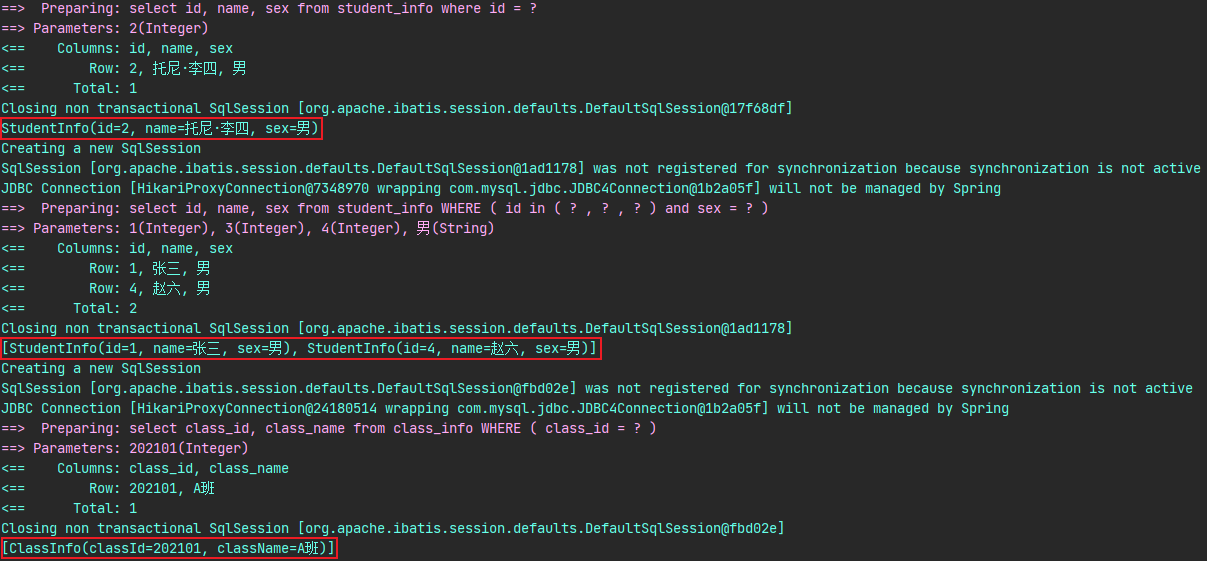 ==>  Preparing: select id, name, sex from student_info where id = ?
==> Parameters: 2(Integer)
<==    Columns: id, name, sex
<==        Row: 2, 托尼·李四, 男
<==      Total: 1
Closing non transactional SqlSession [org.apache.ibatis.session.defaults.DefaultSqlSession@17f68df]
StudentInfo(id=2, name=托尼·李四, sex=男)
Creating a new SqlSession
SqlSession [org.apache.ibatis.session.defaults.DefaultSqlSession@1ad1178] was not registered for synchronization because synchronization is not active
JDBC Connection [HikariProxyConnection@7348970 wrapping com.mysql.jdbc.JDBC4Connection@1b2a05f] will not be managed by Spring
==>  Preparing: select id, name, sex from student_info WHERE ( id in ( ? , ? , ? ) and sex = ? )
==> Parameters: 1(Integer), 3(Integer), 4(Integer), 男(String)
<==    Columns: id, name, sex
<==        Row: 1, 张三, 男
<==        Row: 4, 赵六, 男
<==      Total: 2
Closing non transactional SqlSession [org.apache.ibatis.session.defaults.DefaultSqlSession@1ad1178]
[StudentInfo(id=1, name=张三, sex=男), StudentInfo(id=4, name=赵六, sex=男)]
Creating a new SqlSession
SqlSession [org.apache.ibatis.session.defaults.DefaultSqlSession@fbd02e] was not registered for synchronization because synchronization is not active
JDBC Connection [HikariProxyConnection@24180514 wrapping com.mysql.jdbc.JDBC4Connection@1b2a05f] will not be managed by Spring
==>  Preparing: select class_id, class_name from class_info WHERE ( class_id = ? )
==> Parameters: 202101(Integer)
<==    Columns: class_id, class_name
<==        Row: 202101, A班
<==      Total: 1
Closing non transactional SqlSession [org.apache.ibatis.session.defaults.DefaultSqlSession@fbd02e]
[ClassInfo(classId=202101, className=A班)]